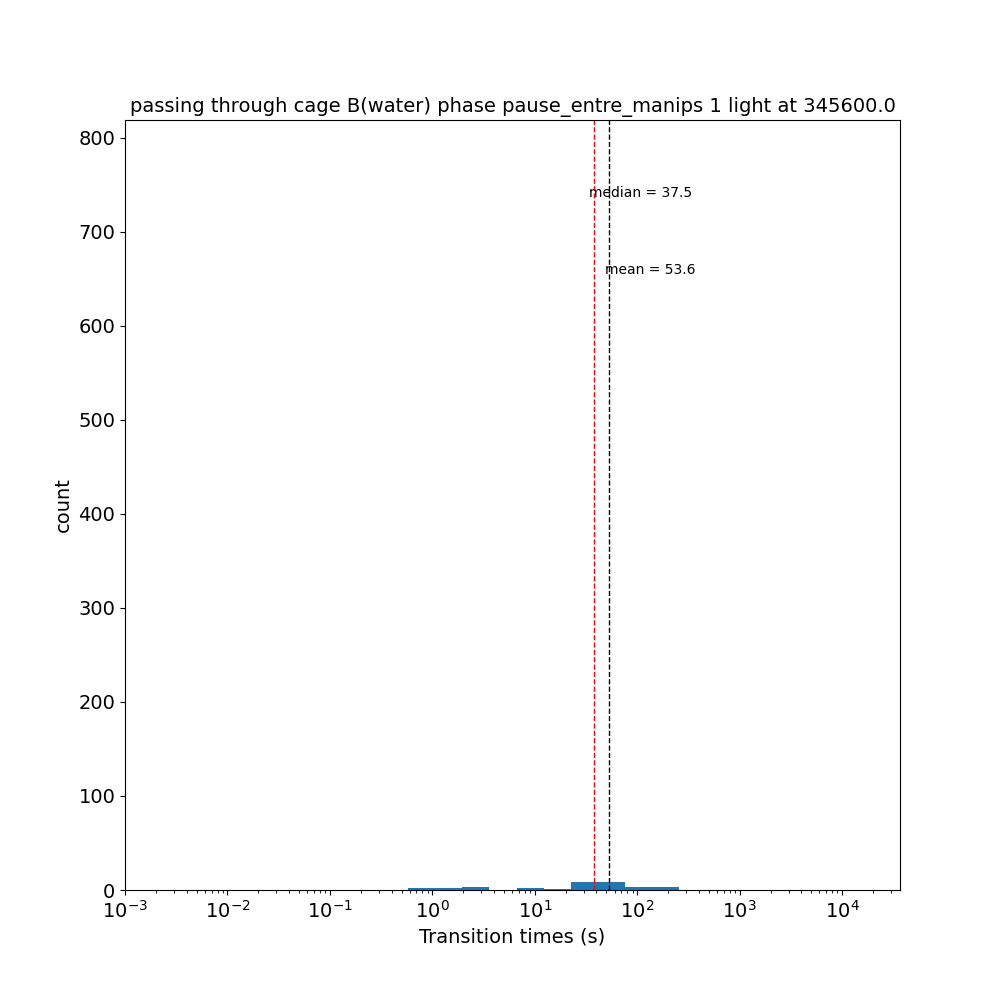 passing through cage B(water) phase pause_entre_manips 1 light at 345600.0
800
700
600
500
400
300
200
100
0
median = 37.5
mean = 53.6
count
10⁻³ 10⁻² 10⁻¹ 10⁰ 10¹ 10² 10³ 10⁴
Transition times (s)